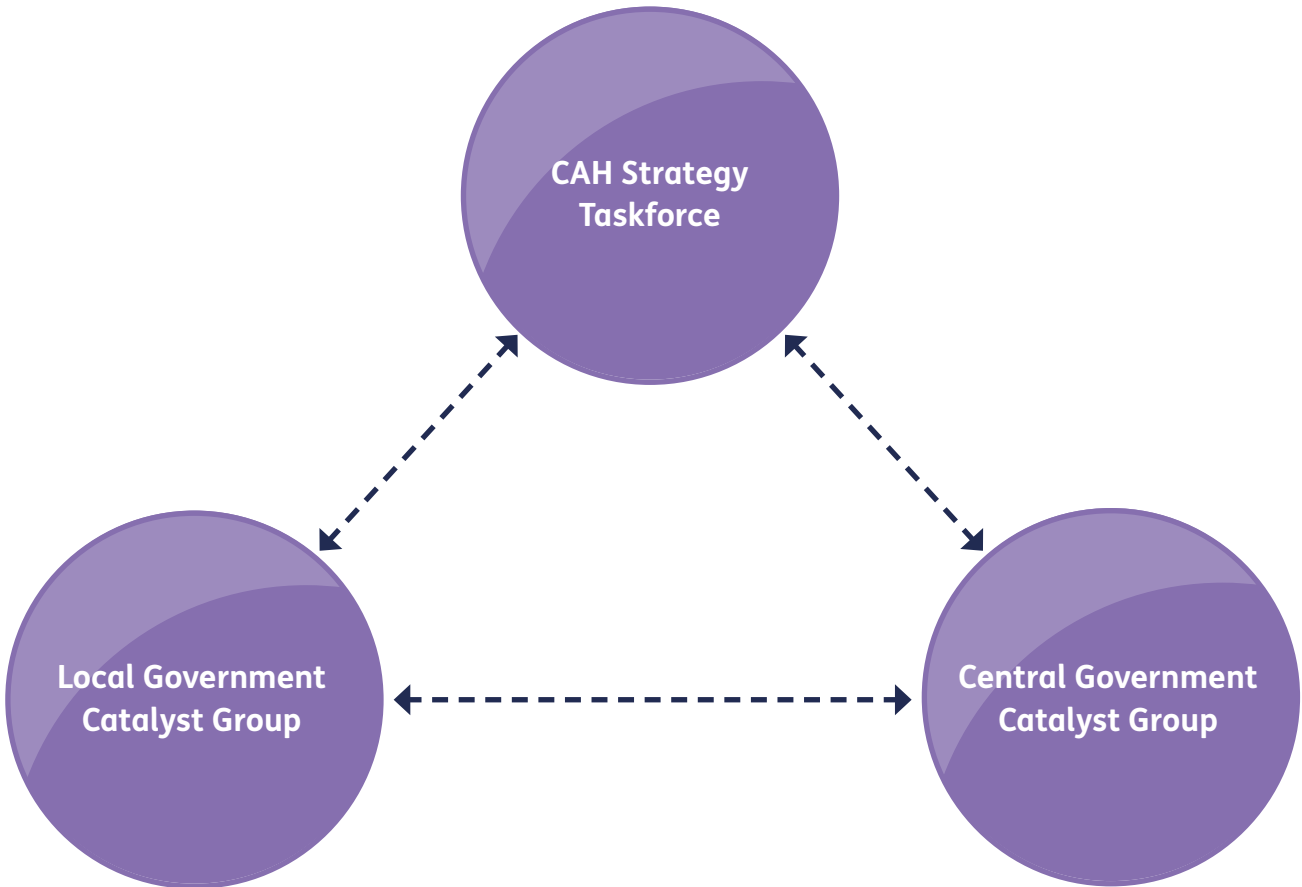 CAH Strategy
Taskforce
Local Government
Catalyst Group
Central Government
Catalyst Group